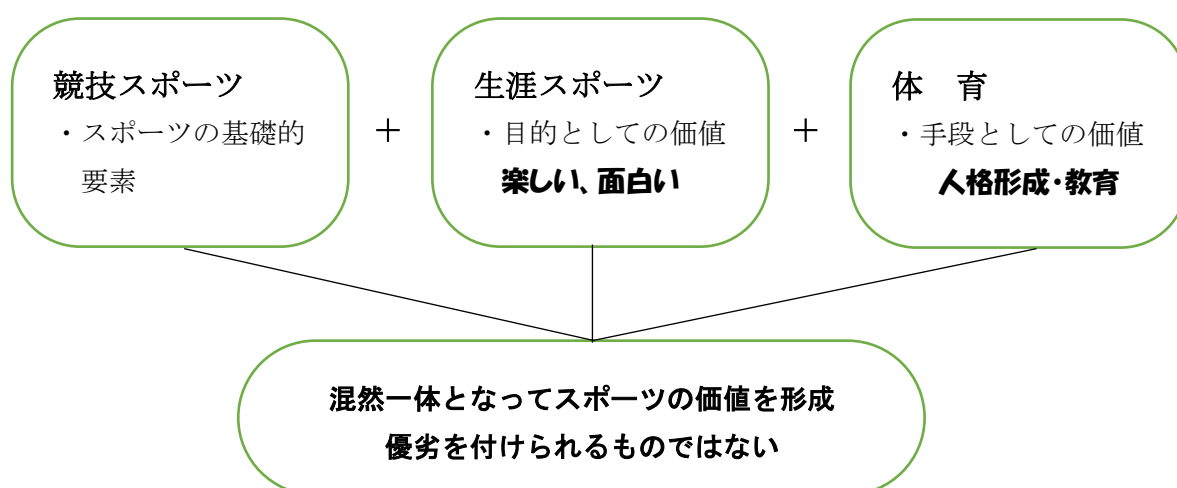 競技スポーツ
・スポーツの基礎的
要素
＋
生涯スポーツ
・目的としての価値
楽しい、面白い
＋
体　育
・手段としての価値
人格形成・教育
混然一体となってスポーツの価値を形成
優劣を付けられるものではない